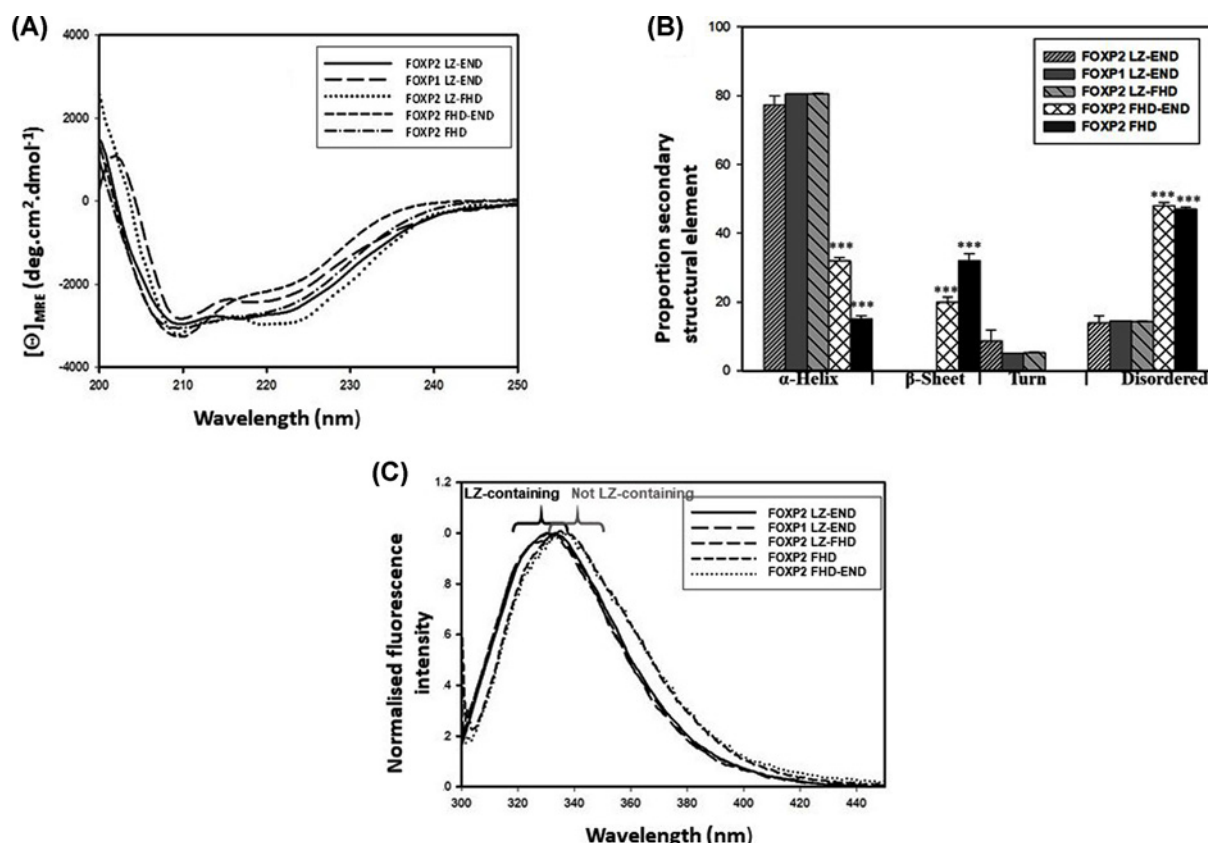 (A)
4000
2000
0
-2000
-4000
[Θ]MRE (deg.cm².dmol⁻¹)
FOXP2 LZ-END
FOXP1 LZ-END
FOXP2 LZ-FHD
FOXP2 FHD-END
FOXP2 FHD
200 210 220 230 240 250
Wavelength (nm)
(B)
80
60
40
20
0
Proportion secondary
structural element
FOXP2 LZ-END
FOXP1 LZ-END
FOXP2 LZ-FHD
FOXP2 FHD-END
FOXP2 FHD
*** *** *** *** *** ***
α-Helix β-Sheet Turn Disordered
(C)
1.2
.0
.8
.6
.4
.2
.0
Normalised fluorescence
intensity
LZ-containing Not LZ-containing
FOXP2 LZ-END
FOXP1 LZ-END
FOXP2 LZ-FHD
FOXP2 FHD
FOXP2 FHD-END
300 320 340 360 380 400 420 440
Wavelength (nm)